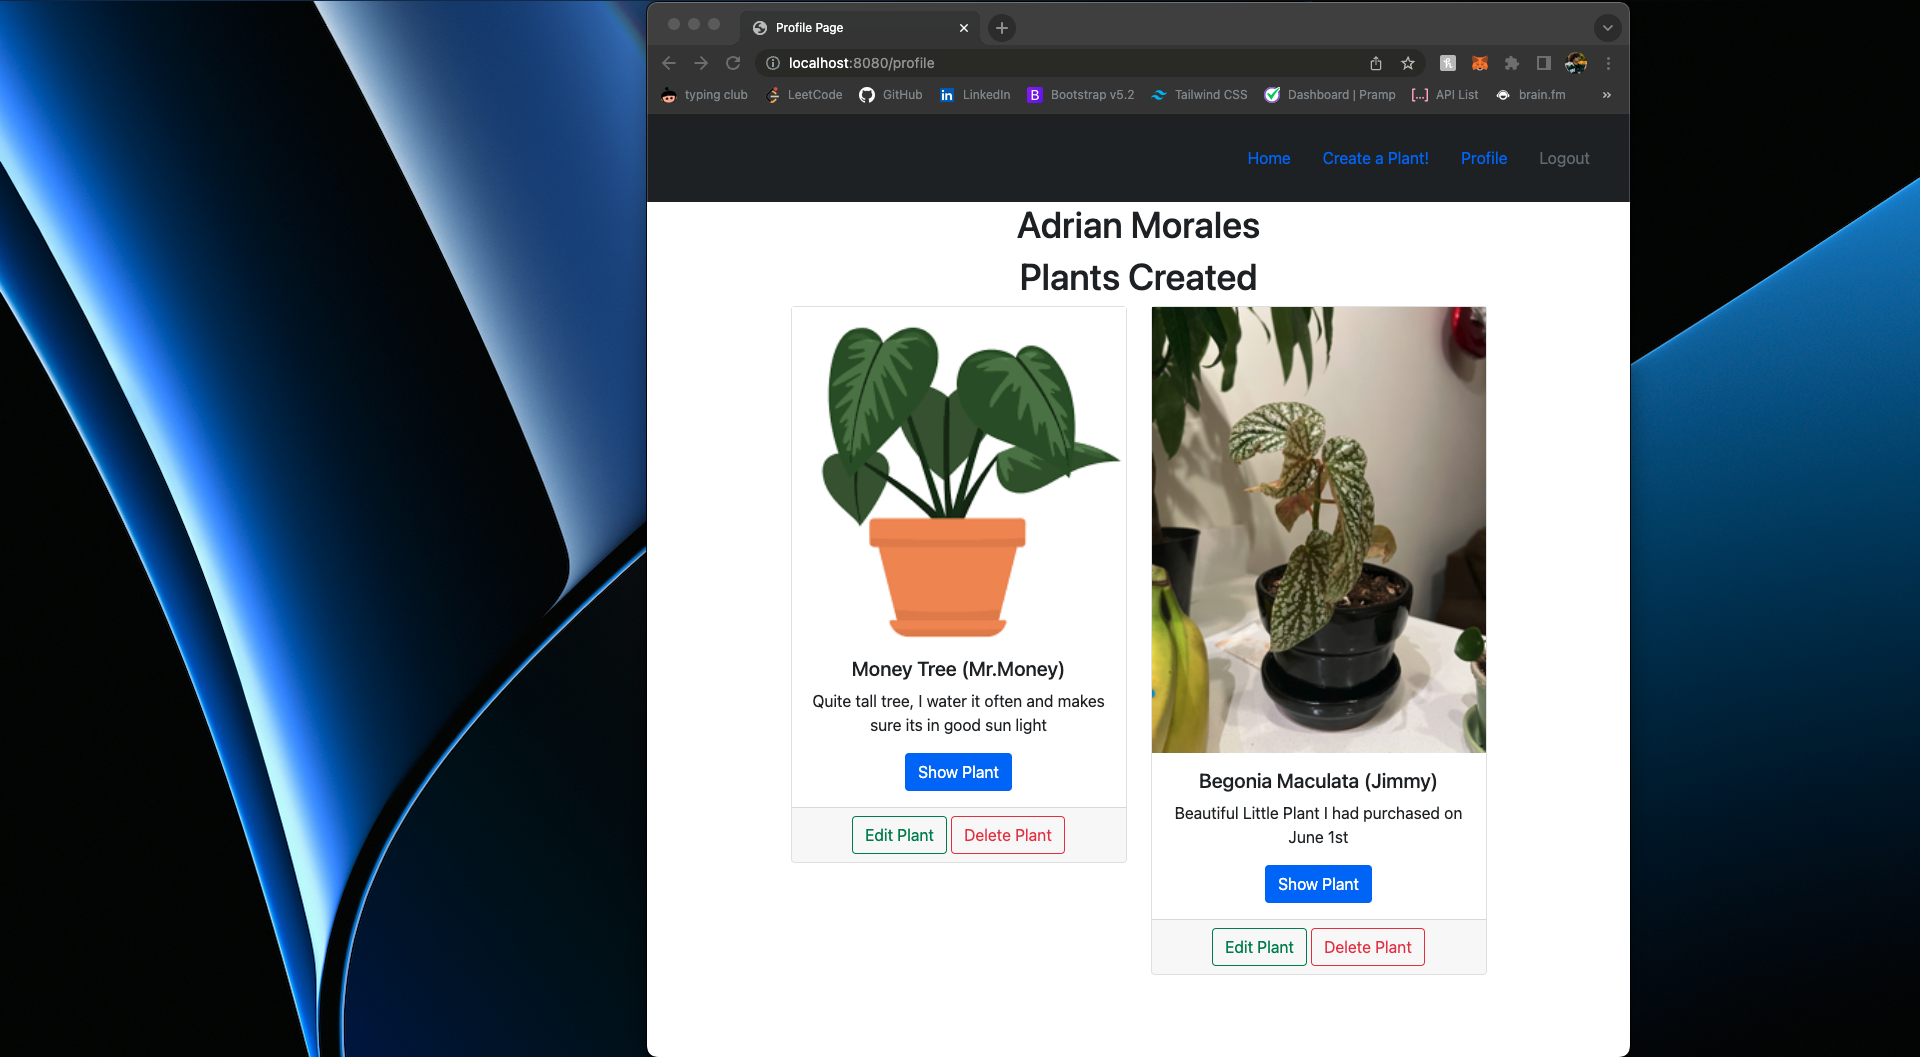 Profile Page
localhost:8080/profile
typing club LeetCode GitHub LinkedIn Bootstrap v5.2 Tailwind CSS Dashboard | Pramp API List brain.fm »
Home Create a Plant! Profile Logout
Adrian Morales
Plants Created
Money Tree (Mr.Money)
Quite tall tree, I water it often and makes
sure its in good sun light
Show Plant
Edit Plant Delete Plant
Begonia Maculata (Jimmy)
Beautiful Little Plant I had purchased on
June 1st
Show Plant
Edit Plant Delete Plant